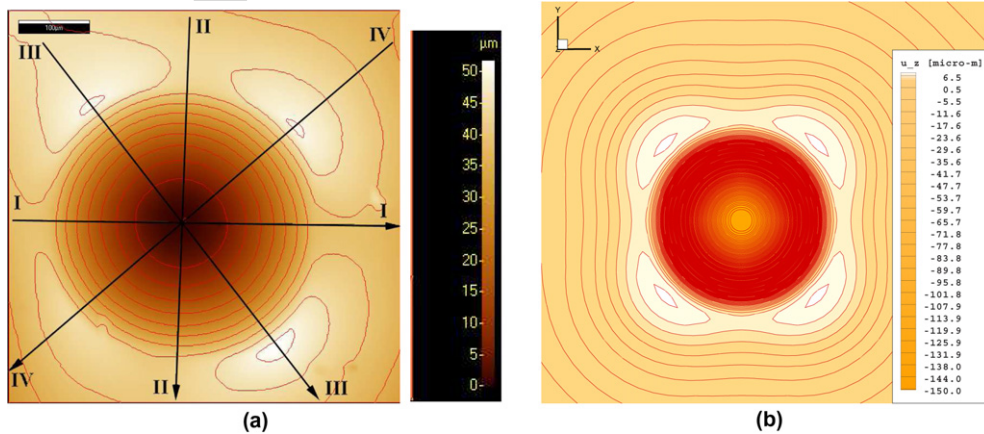 100µm
III
II
IV
I
I
IV
II
III
µm
50-
45-
40-
35-
30-
25-
20-
15-
10-
5-
0-
(a)
Y
Z X
u_z [micro-m]
6.5
0.5
-5.5
-11.6
-17.6
-23.6
-29.6
-35.6
-41.7
-47.7
-53.7
-59.7
-65.7
-71.8
-77.8
-83.8
-89.8
-95.8
-101.8
-107.9
-113.9
-119.9
-125.9
-131.9
-138.0
-144.0
-150.0
(b)